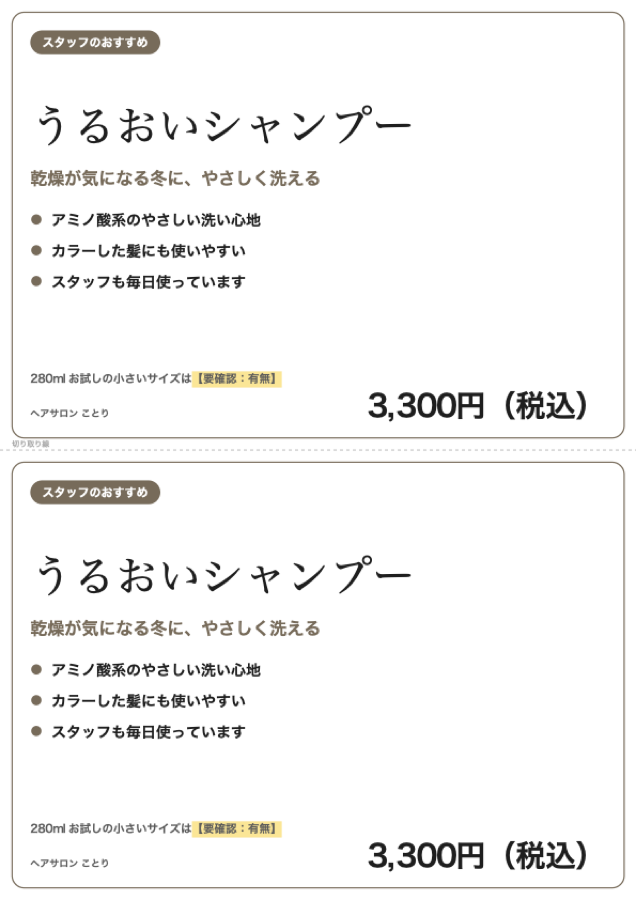 スタッフのおすすめ
うるおいシャンプー
乾燥が気になる冬に、やさしく洗える
アミノ酸系のやさしい洗い心地
カラーした髪にも使いやすい
スタッフも毎日使っています
280ml お試しの小さいサイズは【要確認：有無】
ヘアサロン ことり
3,300円（税込）
切り取り線
スタッフのおすすめ
うるおいシャンプー
乾燥が気になる冬に、やさしく洗える
アミノ酸系のやさしい洗い心地
カラーした髪にも使いやすい
スタッフも毎日使っています
280ml お試しの小さいサイズは【要確認：有無】
ヘアサロン ことり
3,300円（税込）